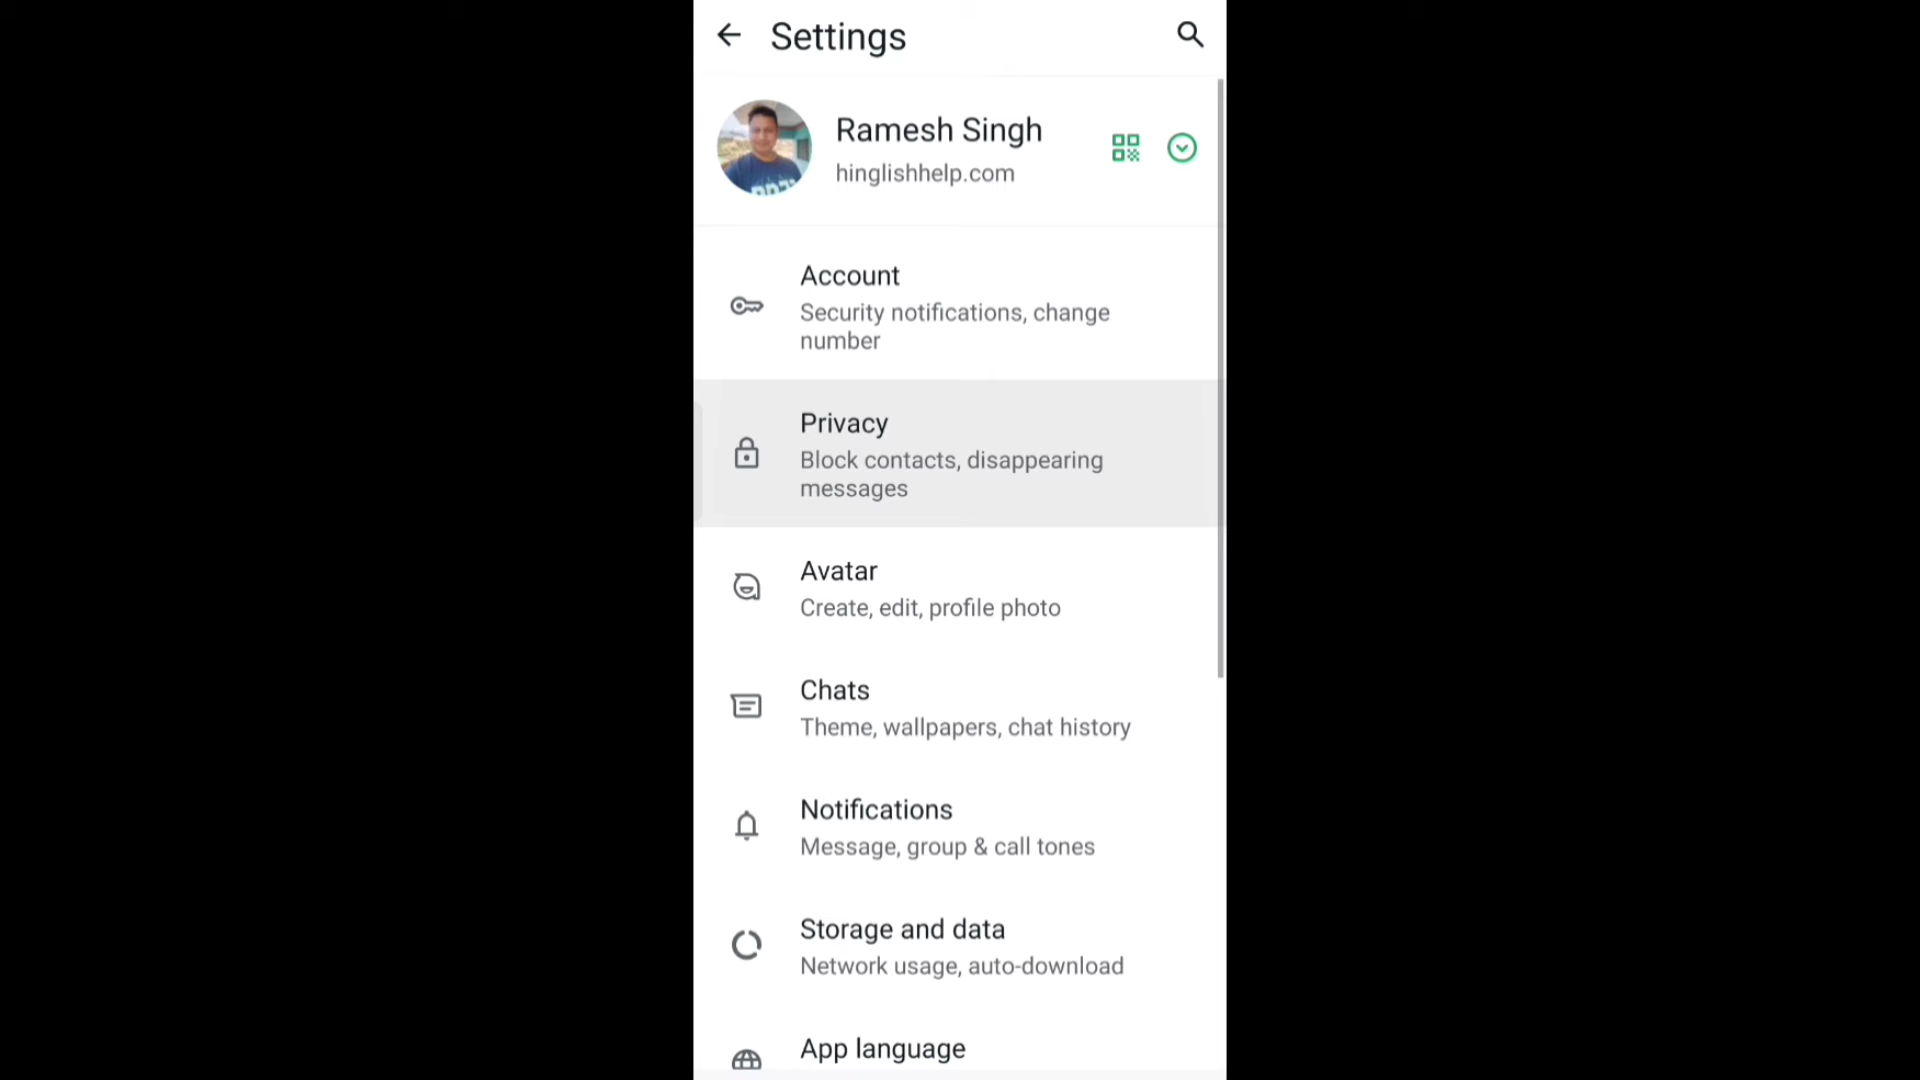 Settings
Ramesh Singh
hinglishhelp.com
Account
Security notifications, change
number
Privacy
Block contacts, disappearing
messages
Avatar
Create, edit, profile photo
Chats
Theme, wallpapers, chat history
Notifications
Message, group & call tones
Storage and data
Network usage, auto-download
App language